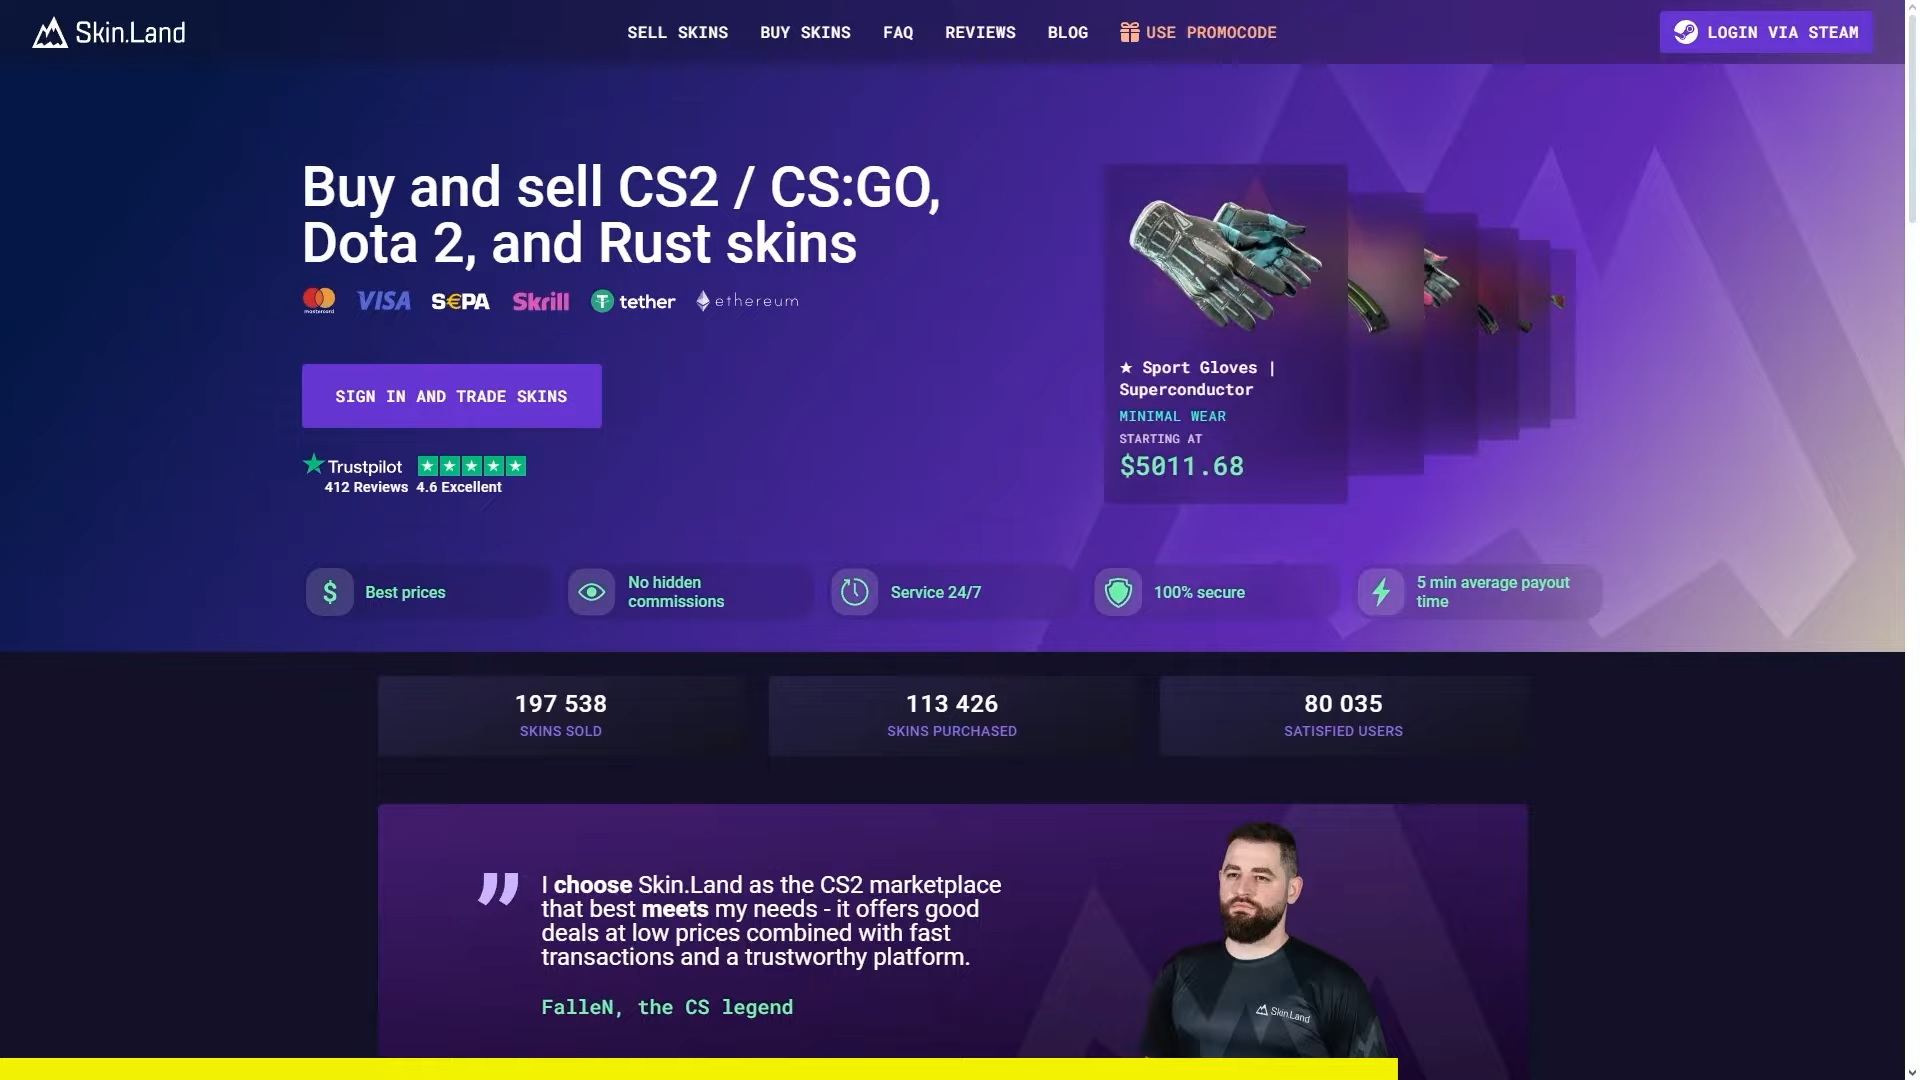 Skin.Land
SELL SKINS
BUY SKINS
FAQ
REVIEWS
BLOG
USE PROMOCODE
LOGIN VIA STEAM
Buy and sell CS2 / CS:GO,
Dota 2, and Rust skins
mastercard
VISA
S€PA
Skrill
tether
ethereum
SIGN IN AND TRADE SKINS
Trustpilot
412 Reviews 4.6 Excellent
★ Sport Gloves |
Superconductor
MINIMAL WEAR
STARTING AT
$5011.68
Best prices
No hidden
commissions
Service 24/7
100% secure
5 min average payout
time
197 538
SKINS SOLD
113 426
SKINS PURCHASED
80 035
SATISFIED USERS
I choose Skin.Land as the CS2 marketplace
that best meets my needs - it offers good
deals at low prices combined with fast
transactions and a trustworthy platform.
FalleN, the CS legend
Skin.Land